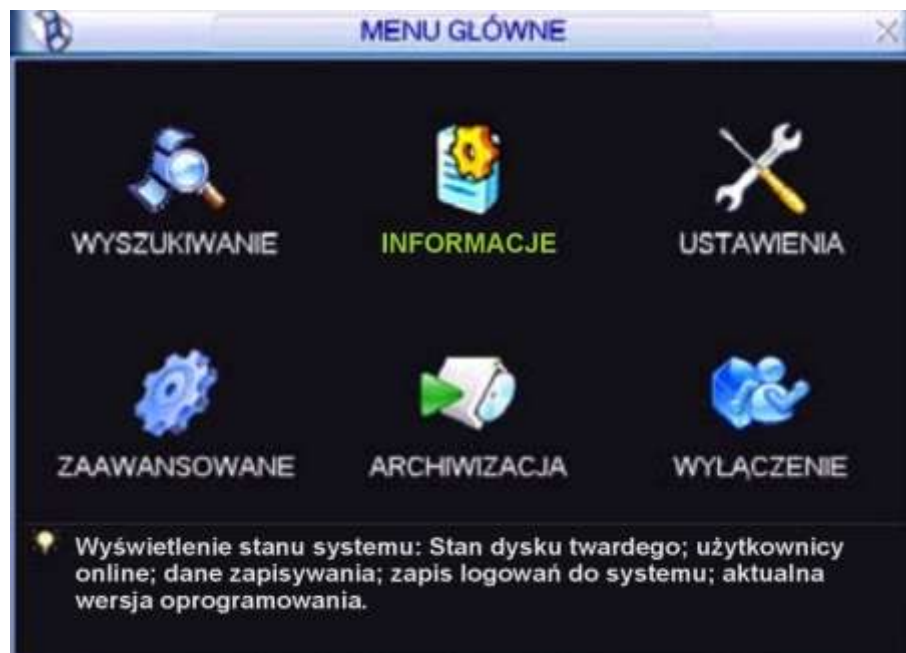 MENU GLÓWNE
WYSZUKIWANIE
INFORMACJE
USTAWIENIA
ZAAWANSOWANE
ARCHIWIZACJA
WYLĄCZENIE
Wyświetlenie stanu systemu: Stan dysku twardego; użytkownicy
online; dane zapisywania; zapis logowań do systemu; aktualna
wersja oprogramowania.